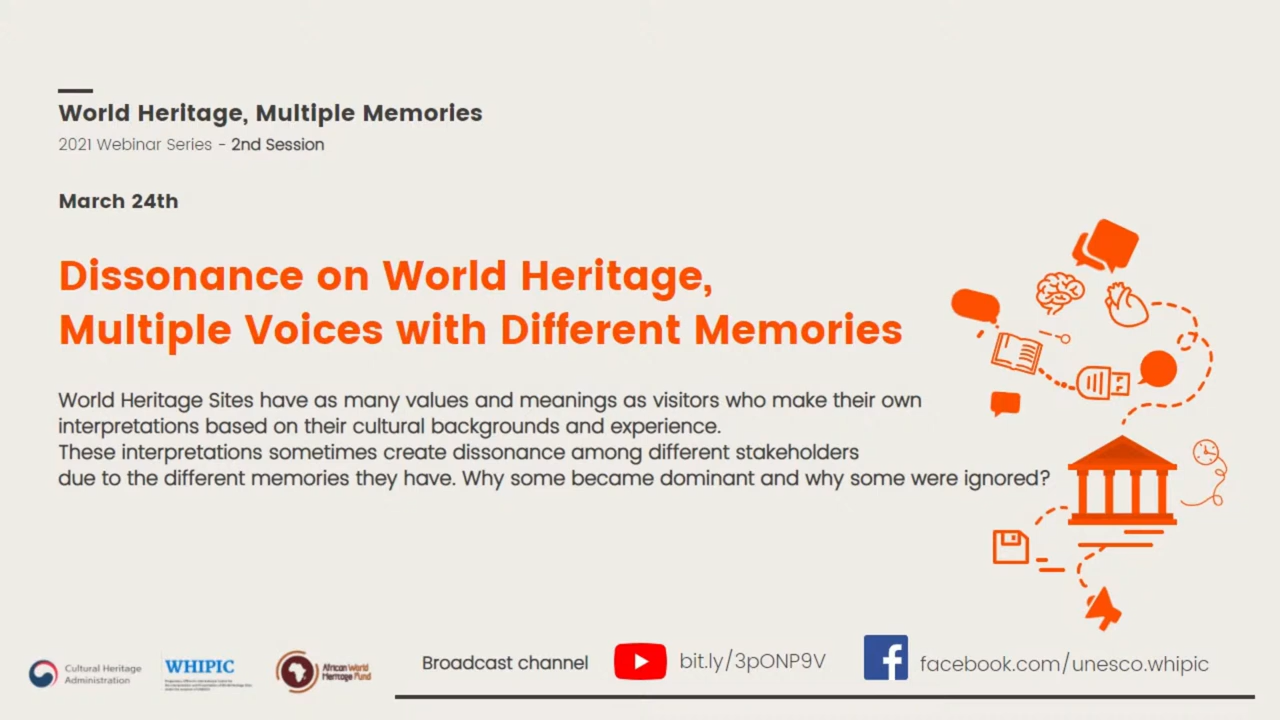 World Heritage, Multiple Memories
2021 Webinar Series - 2nd Session
March 24th
Dissonance on World Heritage,
Multiple Voices with Different Memories
World Heritage Sites have as many values and meanings as visitors who make their own
interpretations based on their cultural backgrounds and experience.
These interpretations sometimes create dissonance among different stakeholders
due to the different memories they have. Why some became dominant and why some were ignored?
Cultural Heritage
Administration
WHIPIC
African World
Heritage Fund
Broadcast channel
bit.ly/3pONP9V
facebook.com/unesco.whipic